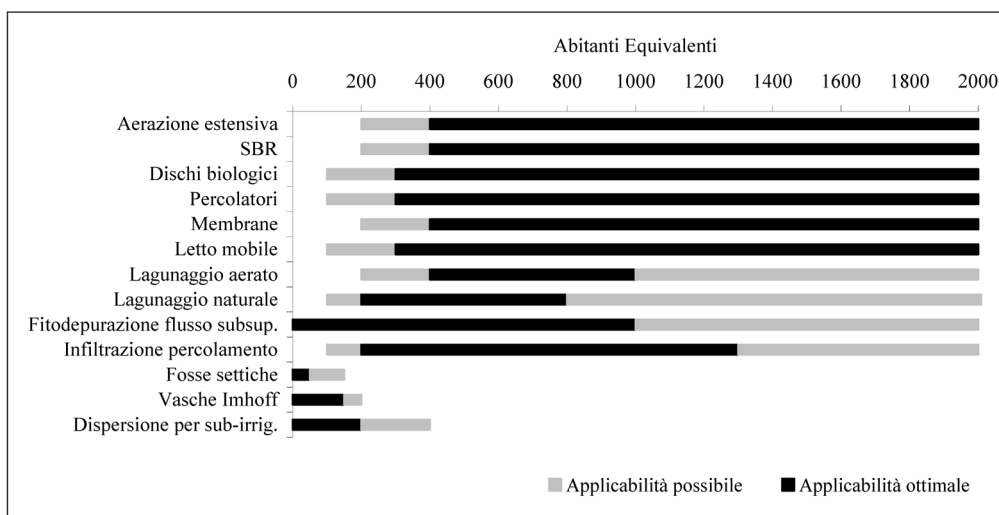 Abitanti Equivalenti
0 200 400 600 800 1000 1200 1400 1600 1800 2000
Aerazione estensiva
SBR
Dischi biologici
Percolatori
Membrane
Letto mobile
Lagunaggio aerato
Lagunaggio naturale
Fitodepurazione flusso subsup.
Infiltrazione percolamento
Fosse settiche
Vasche Imhoff
Dispersione per sub-irrig.
Applicabilità possibile Applicabilità ottimale